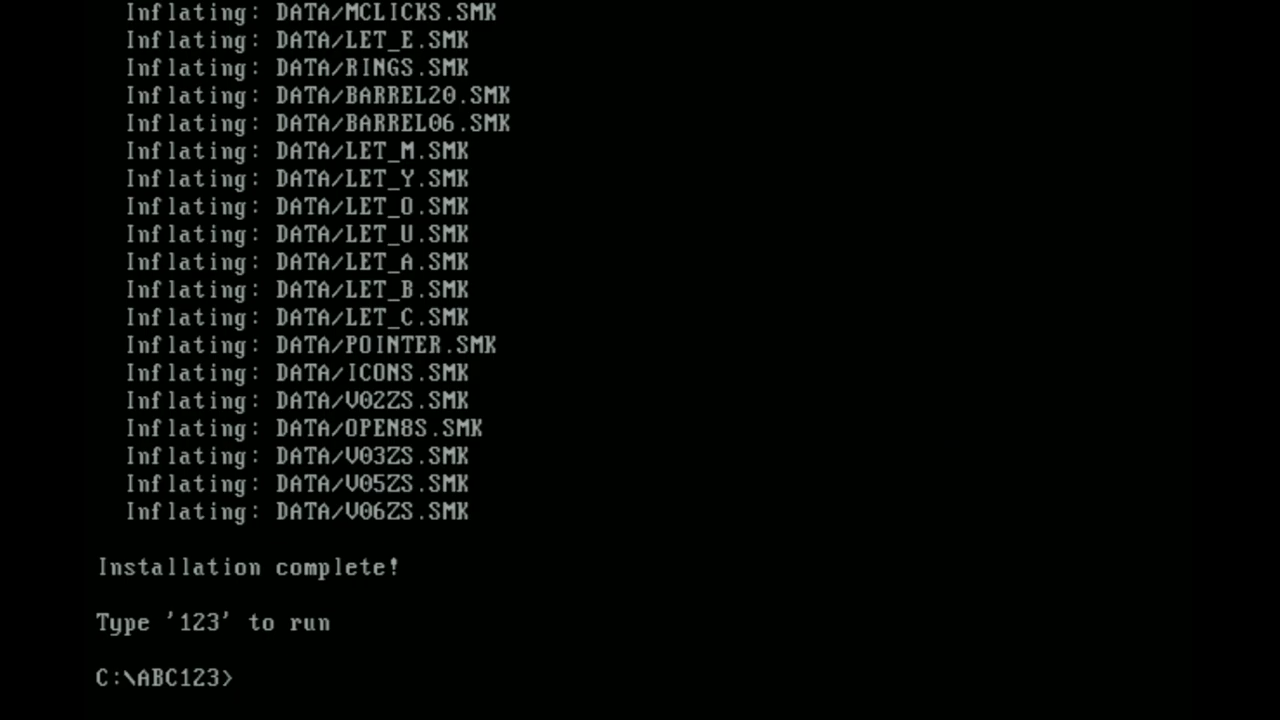 Inflating: DATA/MCLICKS.SMK
Inflating: DATA/LET_E.SMK
Inflating: DATA/RINGS.SMK
Inflating: DATA/BARREL20.SMK
Inflating: DATA/BARREL06.SMK
Inflating: DATA/LET_M.SMK
Inflating: DATA/LET_Y.SMK
Inflating: DATA/LET_O.SMK
Inflating: DATA/LET_U.SMK
Inflating: DATA/LET_A.SMK
Inflating: DATA/LET_B.SMK
Inflating: DATA/LET_C.SMK
Inflating: DATA/POINTER.SMK
Inflating: DATA/ICONS.SMK
Inflating: DATA/V02ZS.SMK
Inflating: DATA/OPEN8S.SMK
Inflating: DATA/V03ZS.SMK
Inflating: DATA/V05ZS.SMK
Inflating: DATA/V06ZS.SMK
Installation complete!
Type '123' to run
C:\ABC123>